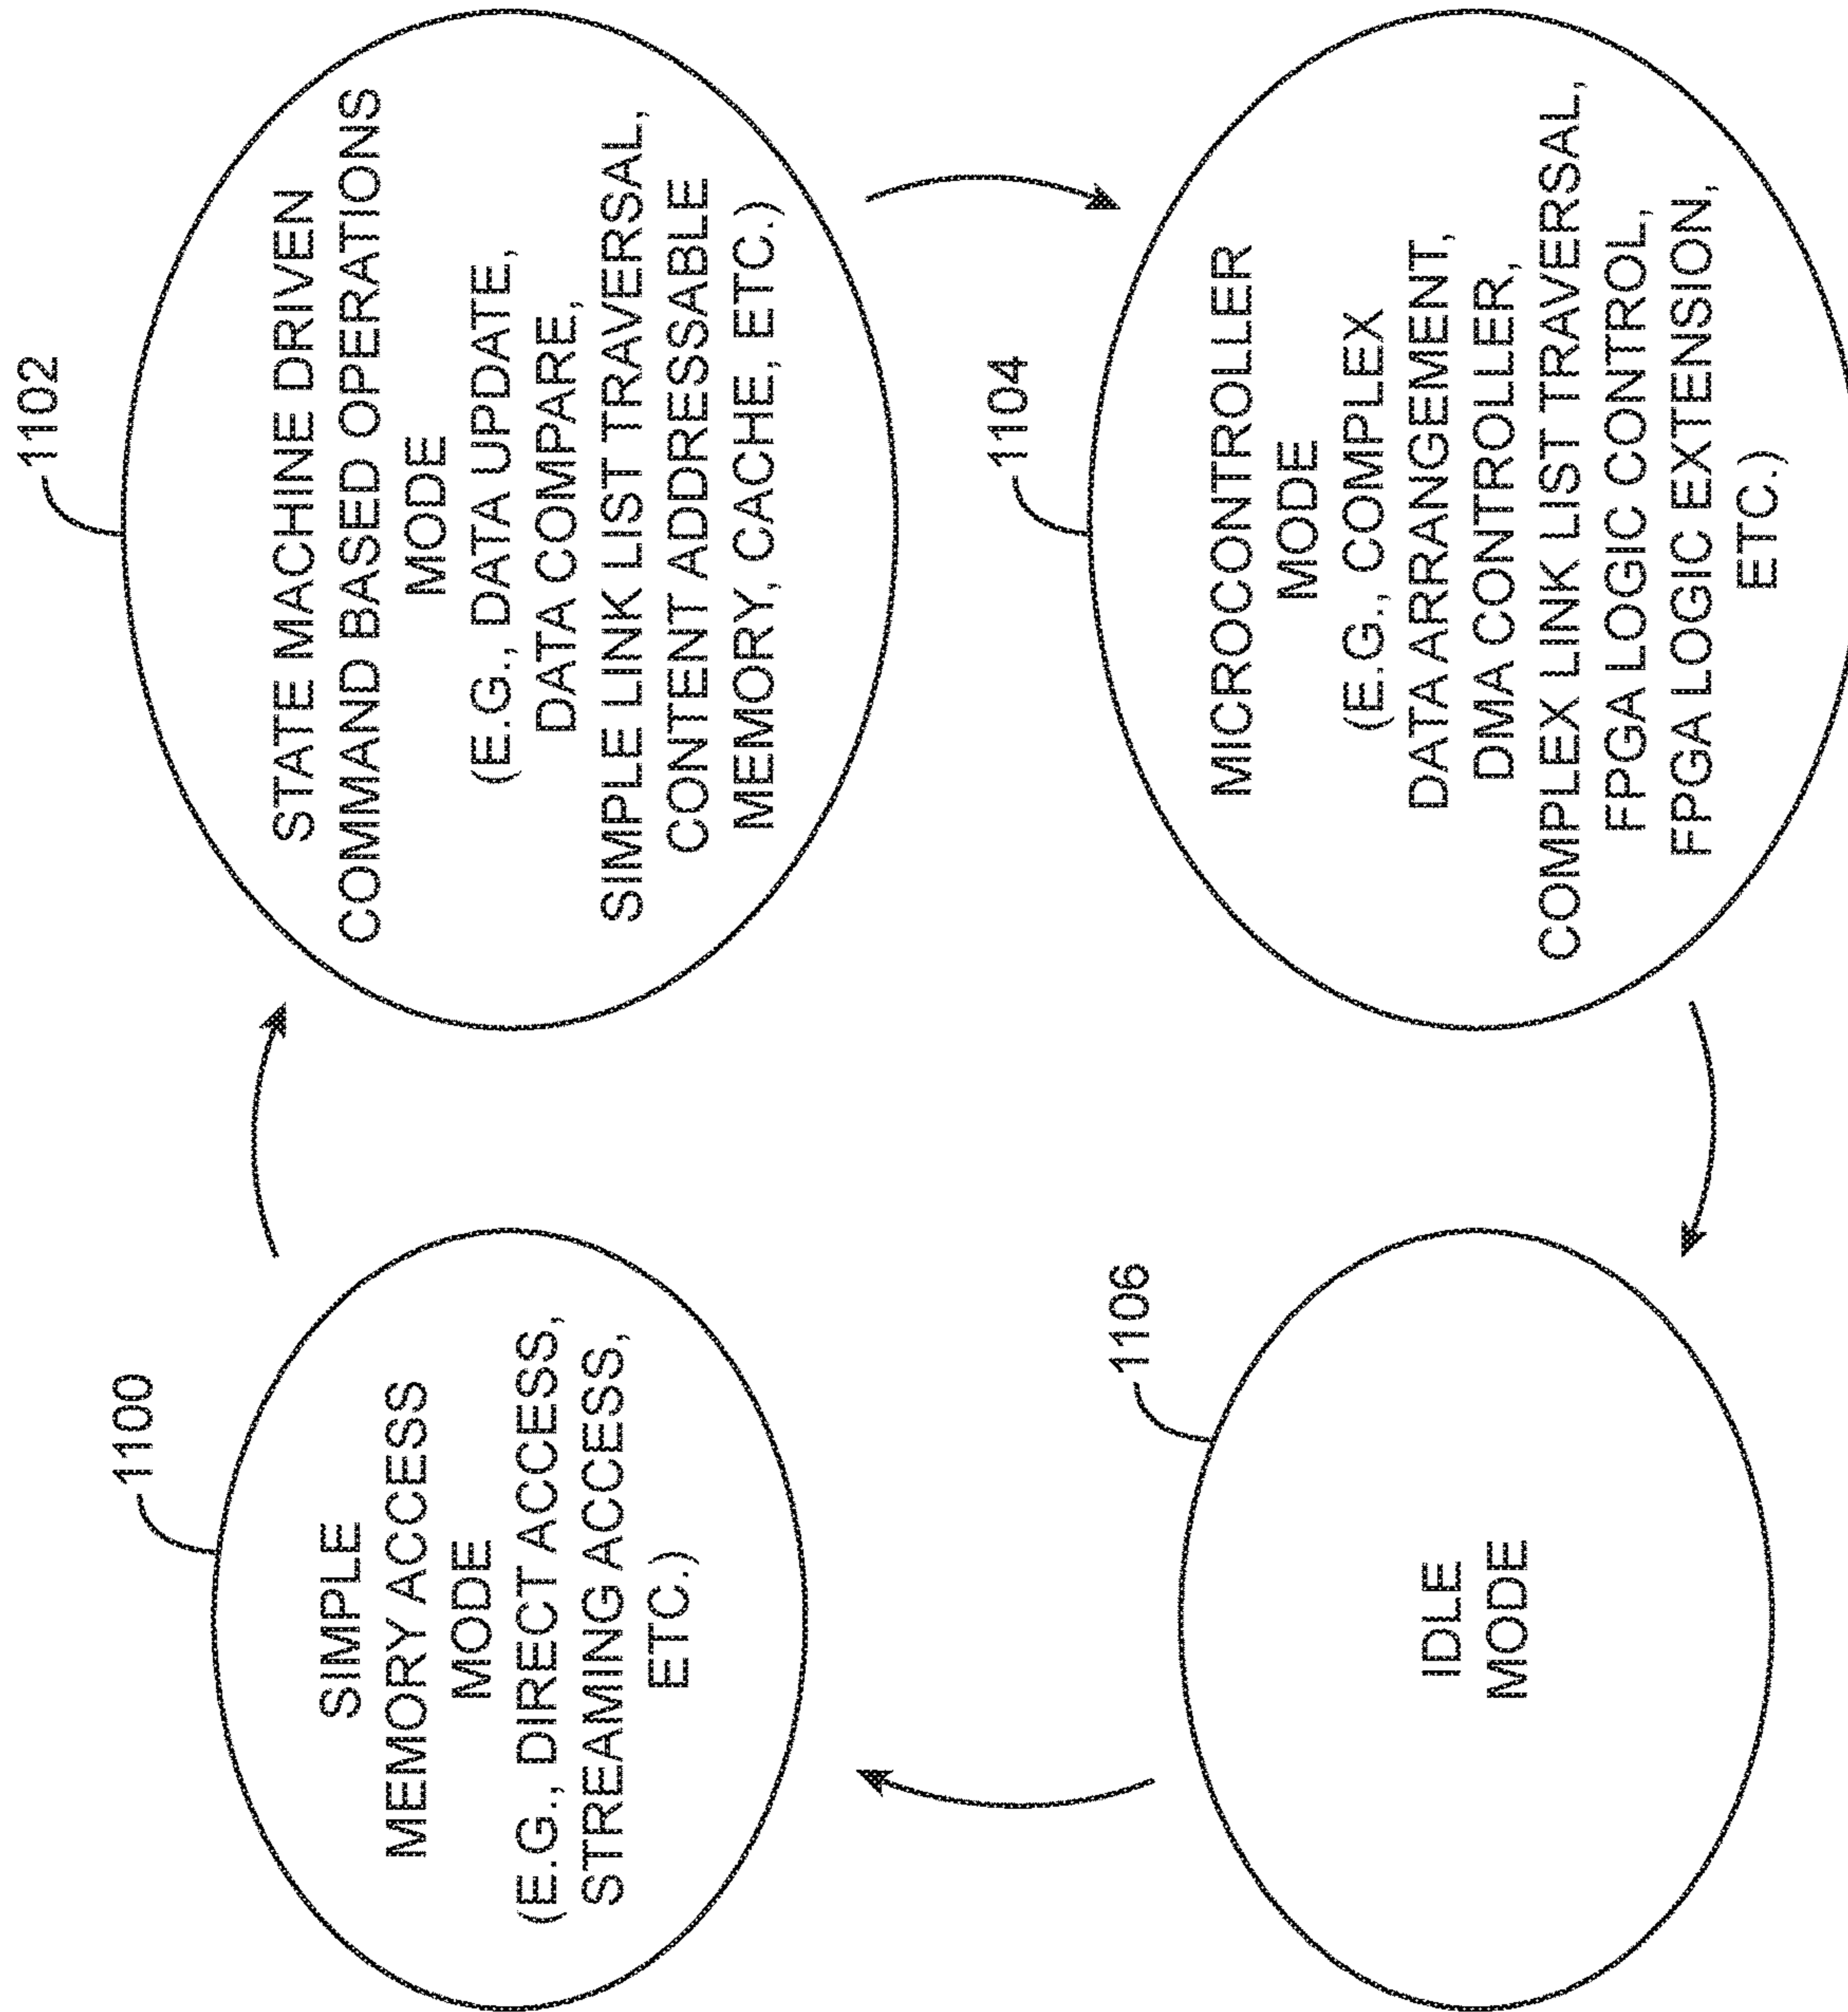 1100
SIMPLE
MEMORY ACCESS
MODE
(E.G., DIRECT ACCESS,
STREAMING ACCESS,
ETC.)
1102
STATE MACHINE DRIVEN
COMMAND BASED OPERATIONS
MODE
(E.G., DATA UPDATE,
DATA COMPARE,
SIMPLE LINK LIST TRAVERSAL,
CONTENT ADDRESSABLE
MEMORY, CACHE, ETC.)
1106
IDLE
MODE
1104
MICROCONTROLLER
MODE
(E.G., COMPLEX
DATA ARRANGEMENT,
DMA CONTROLLER,
COMPLEX LINK LIST TRAVERSAL,
FPGA LOGIC CONTROL,
FPGA LOGIC EXTENSION,
ETC.)